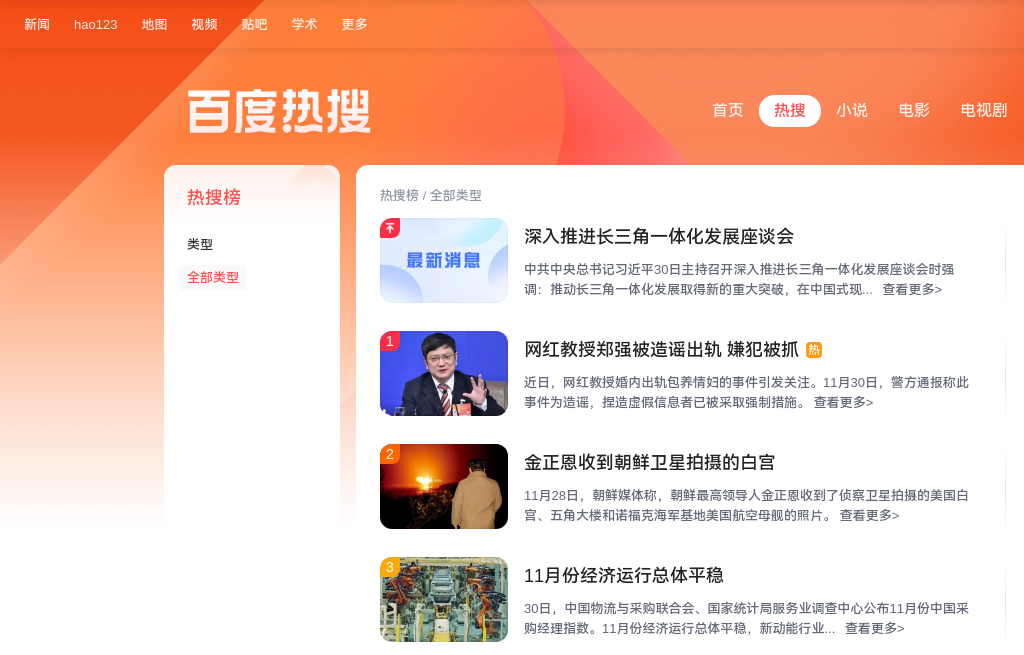 新闻 hao123 地图 视频 贴吧 学术 更多
百度热搜
首页 热搜 小说 电影 电视剧
热搜榜
类型
全部类型
热搜榜 / 全部类型
最新消息
深入推进长三角一体化发展座谈会
中共中央总书记习近平30日主持召开深入推进长三角一体化发展座谈会时强
调：推动长三角一体化发展取得新的重大突破，在中国式现... 查看更多>
1
网红教授郑强被造谣出轨 嫌犯被抓 热
近日，网红教授婚内出轨包养情妇的事件引发关注。11月30日，警方通报称此
事件为造谣，捏造虚假信息者已被采取强制措施。 查看更多>
2
金正恩收到朝鲜卫星拍摄的白宫
11月28日，朝鲜媒体称，朝鲜最高领导人金正恩收到了侦察卫星拍摄的美国白
宫、五角大楼和诺福克海军基地美国航空母舰的照片。 查看更多>
3
11月份经济运行总体平稳
30日，中国物流与采购联合会、国家统计局服务业调查中心公布11月份中国采
购经理指数。11月份经济运行总体平稳，新动能行业... 查看更多>